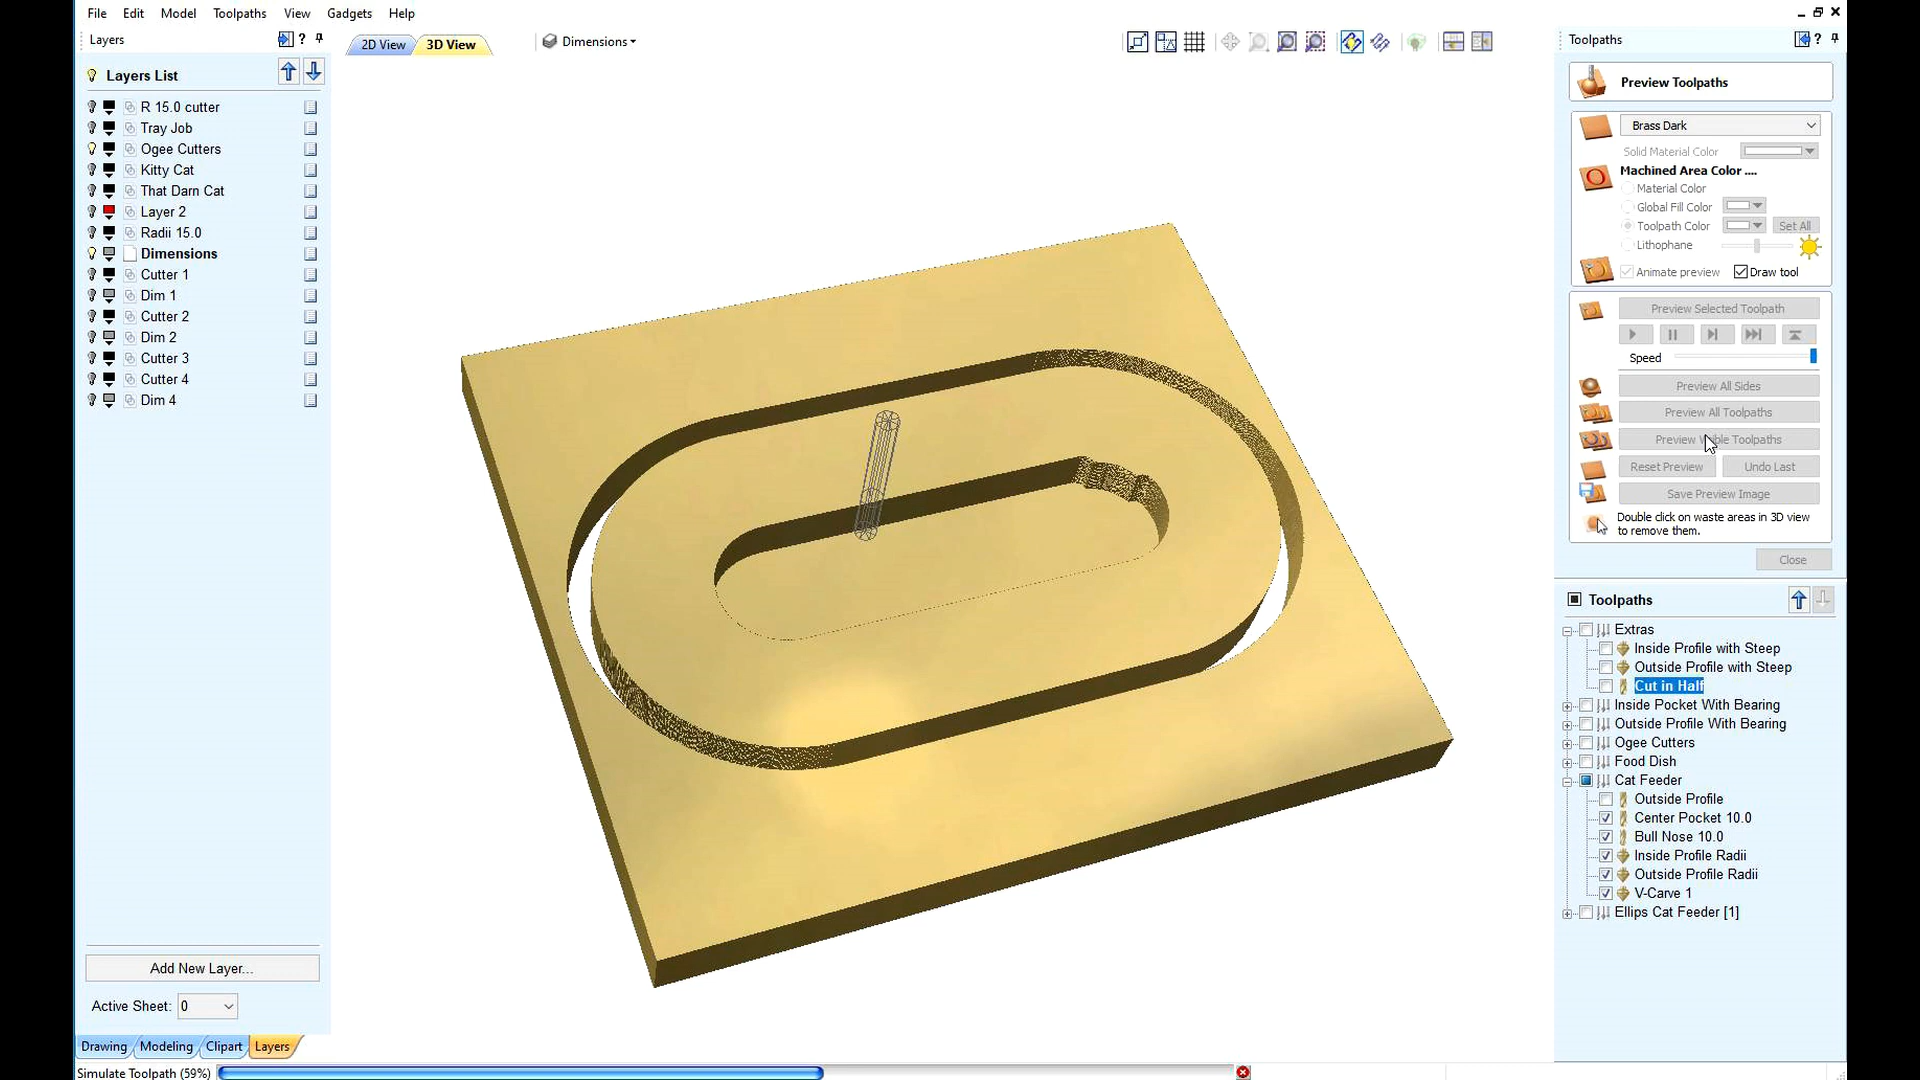 File Edit Model Toolpaths View Gadgets Help
Layers
2D View
3D View
Dimensions
Toolpaths
Layers List
R 15.0 cutter
Tray Job
Ogee Cutters
Kitty Cat
That Darn Cat
Layer 2
Radii 15.0
Dimensions
Cutter 1
Dim 1
Cutter 2
Dim 2
Cutter 3
Cutter 4
Dim 4
Add New Layer...
Active Sheet: 0
Drawing Modeling Clipart Layers
Simulate Toolpath (59%)
Preview Toolpaths
Brass Dark
Solid Material Color
Machined Area Color ....
Material Color
Global Fill Color
Toolpath Color
Set All
Lithophane
Animate preview
Draw tool
Preview Selected Toolpath
Speed
Preview All Sides
Preview All Toolpaths
Preview Toolpaths
Reset Preview
Undo Last
Save Preview Image
Double click on waste areas in 3D view
to remove them.
Close
Toolpaths
Extras
Inside Profile with Steep
Outside Profile with Steep
Cut in Half
Inside Pocket With Bearing
Outside Profile With Bearing
Ogee Cutters
Food Dish
Cat Feeder
Outside Profile
Center Pocket 10.0
Bull Nose 10.0
Inside Profile Radii
Outside Profile Radii
V-Carve 1
Ellips Cat Feeder [1]